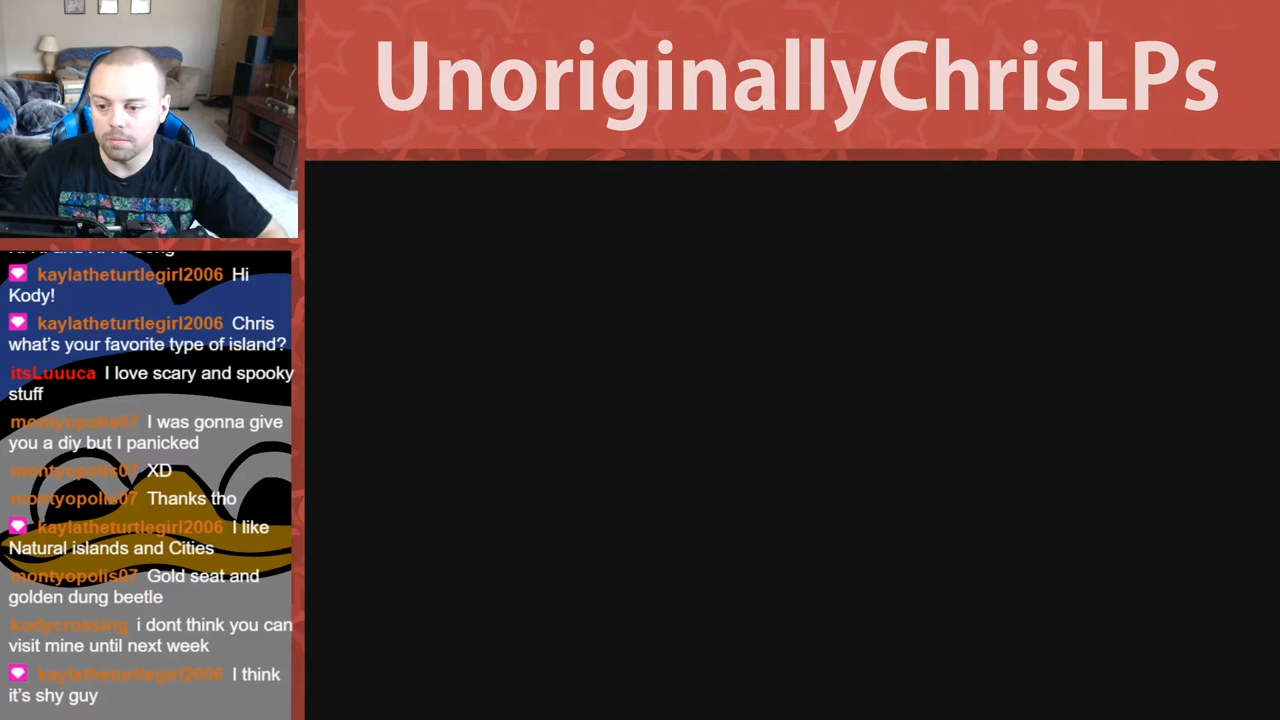 UnoriginallyChrisLPs
kaylatheturtlegirl2006 Hi
Kody!
kaylatheturtlegirl2006 Chris
what's your favorite type of island?
itsLuuuca I love scary and spooky
stuff
montyopolis07 I was gonna give
you a diy but I panicked
montyopolis07 XD
montyopolis07 Thanks tho
kaylatheturtlegirl2006 I like
Natural islands and Cities
montyopolis07 Gold seat and
golden dung beetle
kodycrossing i dont think you can
visit mine until next week
kaylatheturtlegirl2006 I think
it's shy guy